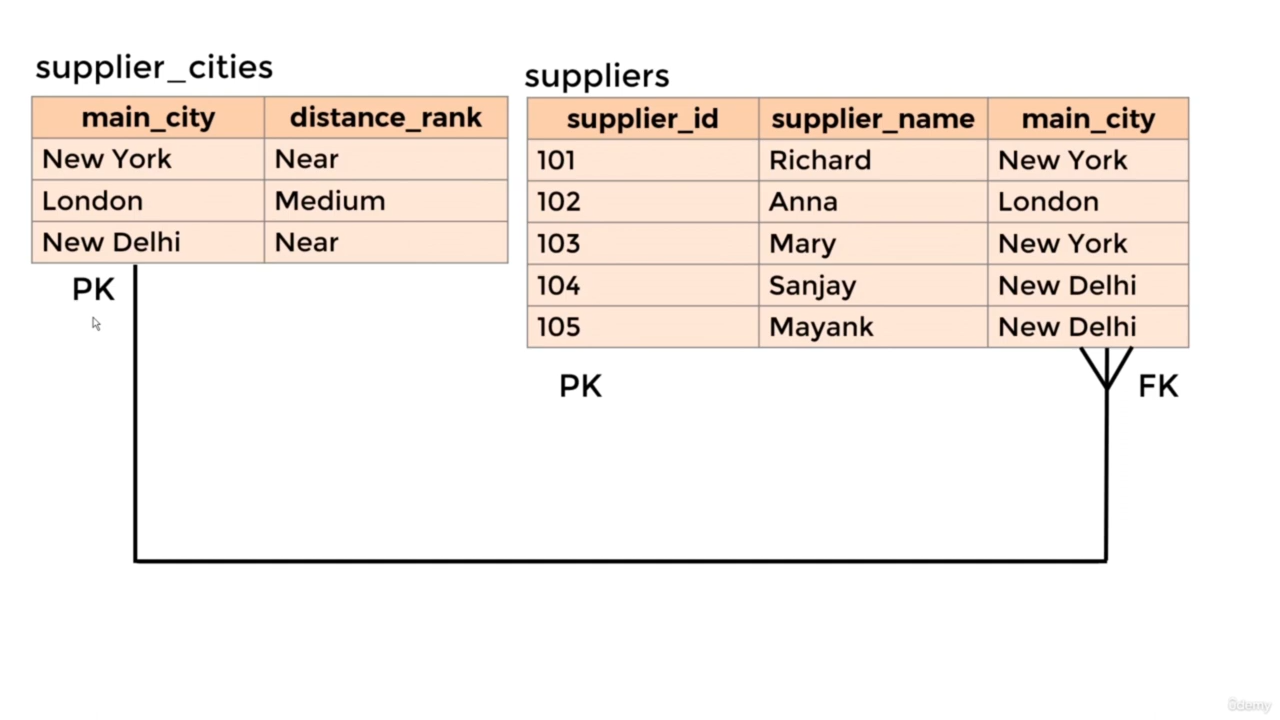 supplier_cities
main_city distance_rank
New York Near
London Medium
New Delhi Near
PK
suppliers
supplier_id supplier_name main_city
101 Richard New York
102 Anna London
103 Mary New York
104 Sanjay New Delhi
105 Mayank New Delhi
PK FK
ûdemy